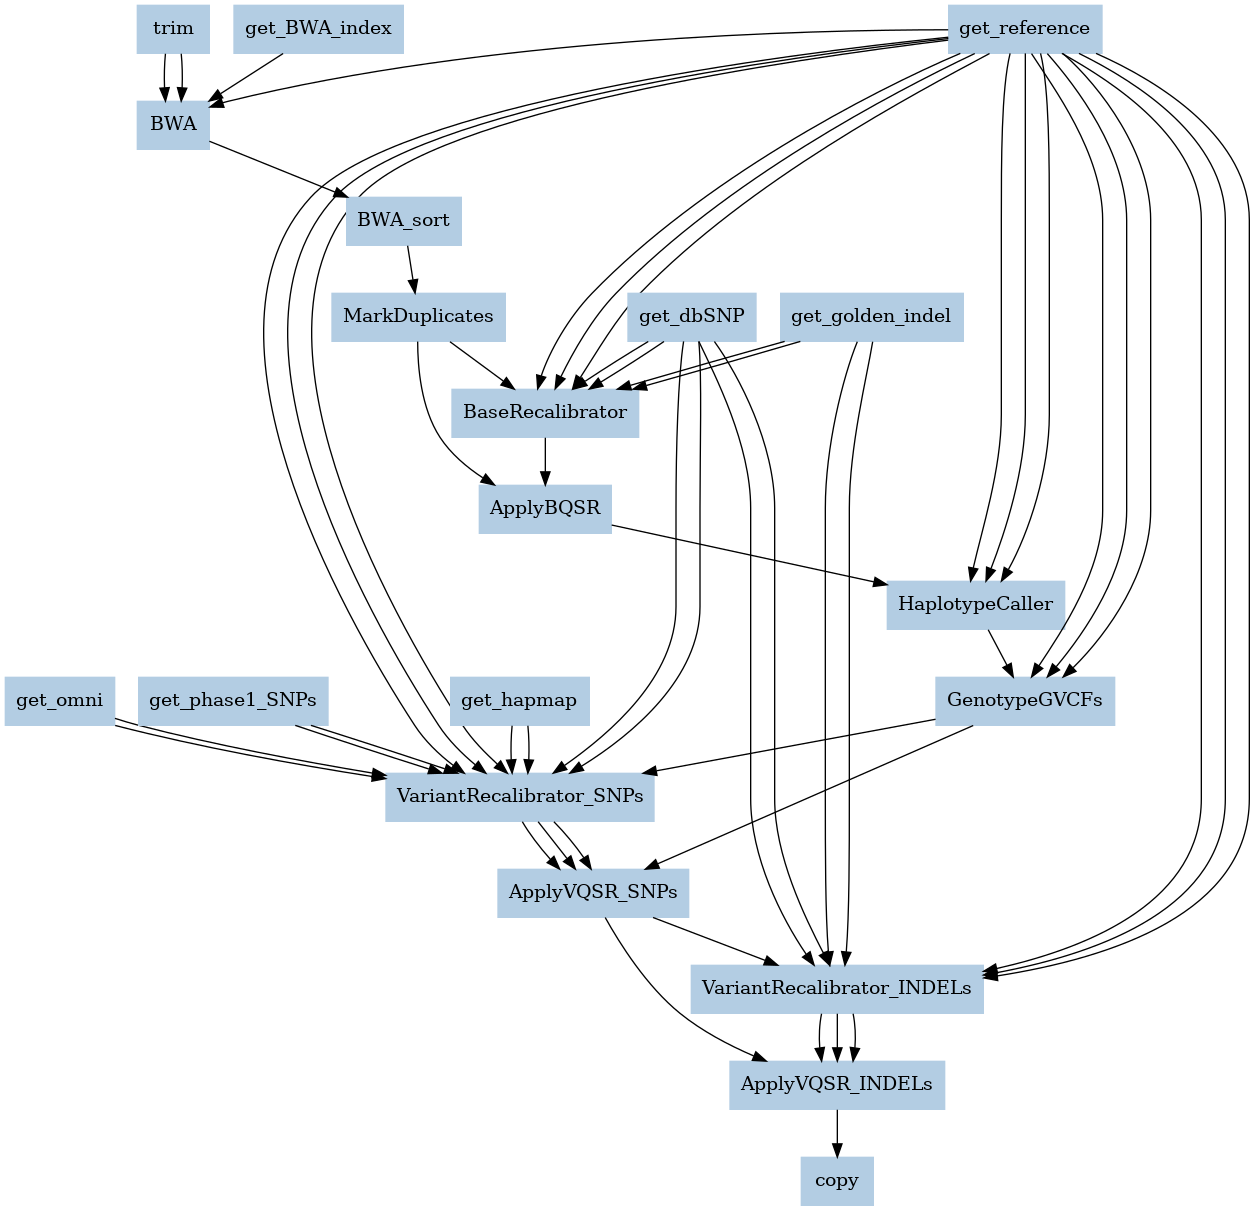 trim
get_BWA_index
get_reference
BWA
BWA_sort
MarkDuplicates
get_dbSNP
get_golden_indel
BaseRecalibrator
ApplyBQSR
HaplotypeCaller
get_omni
get_phase1_SNPs
get_hapmap
GenotypeGVCFs
VariantRecalibrator_SNPs
ApplyVQSR_SNPs
VariantRecalibrator_INDELs
ApplyVQSR_INDELs
copy